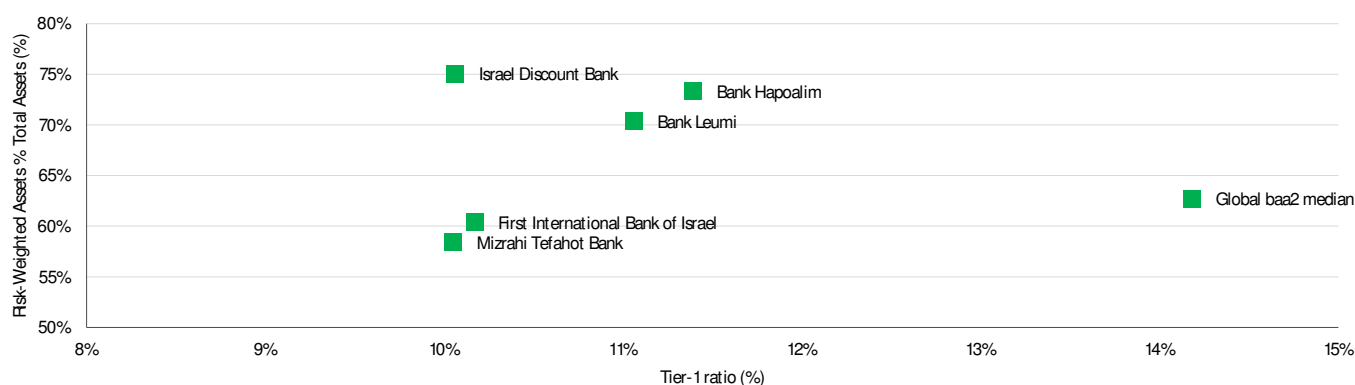 Risk-Weighted Assets % Total Assets (%)
80%
75%
70%
65%
60%
55%
50%
Israel Discount Bank
Bank Hapoalim
Bank Leumi
Global baa2 median
First International Bank of Israel
Mizrahi Tefahot Bank
8%
9%
10%
11%
12%
13%
14%
15%
Tier-1 ratio (%)